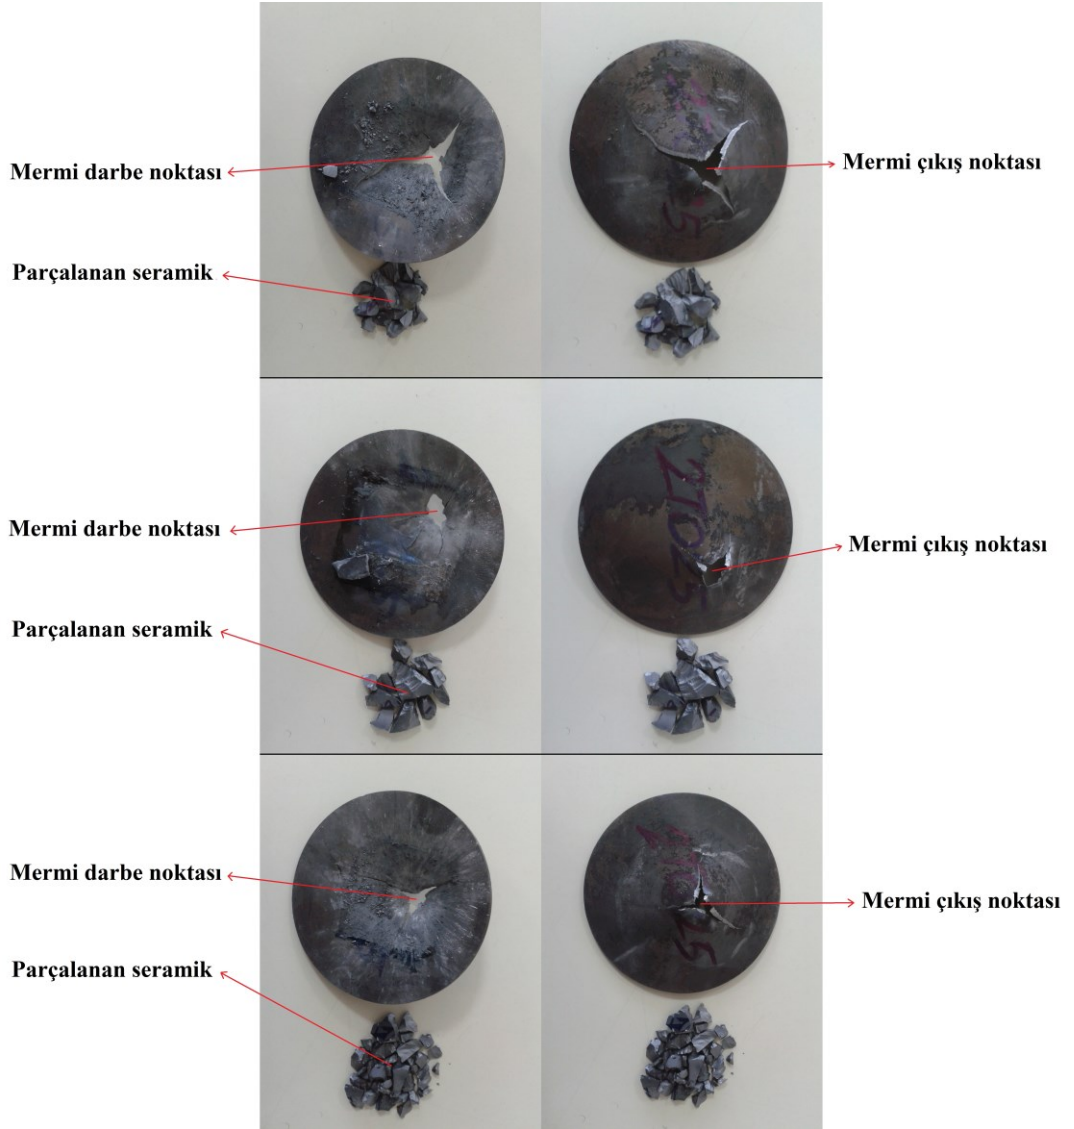 Mermi darbe noktası
Mermi çıkış noktası
Parçalanan seramik
Mermi darbe noktası
27025
Mermi çıkış noktası
Parçalanan seramik
Mermi darbe noktası
Mermi çıkış noktası
Parçalanan seramik